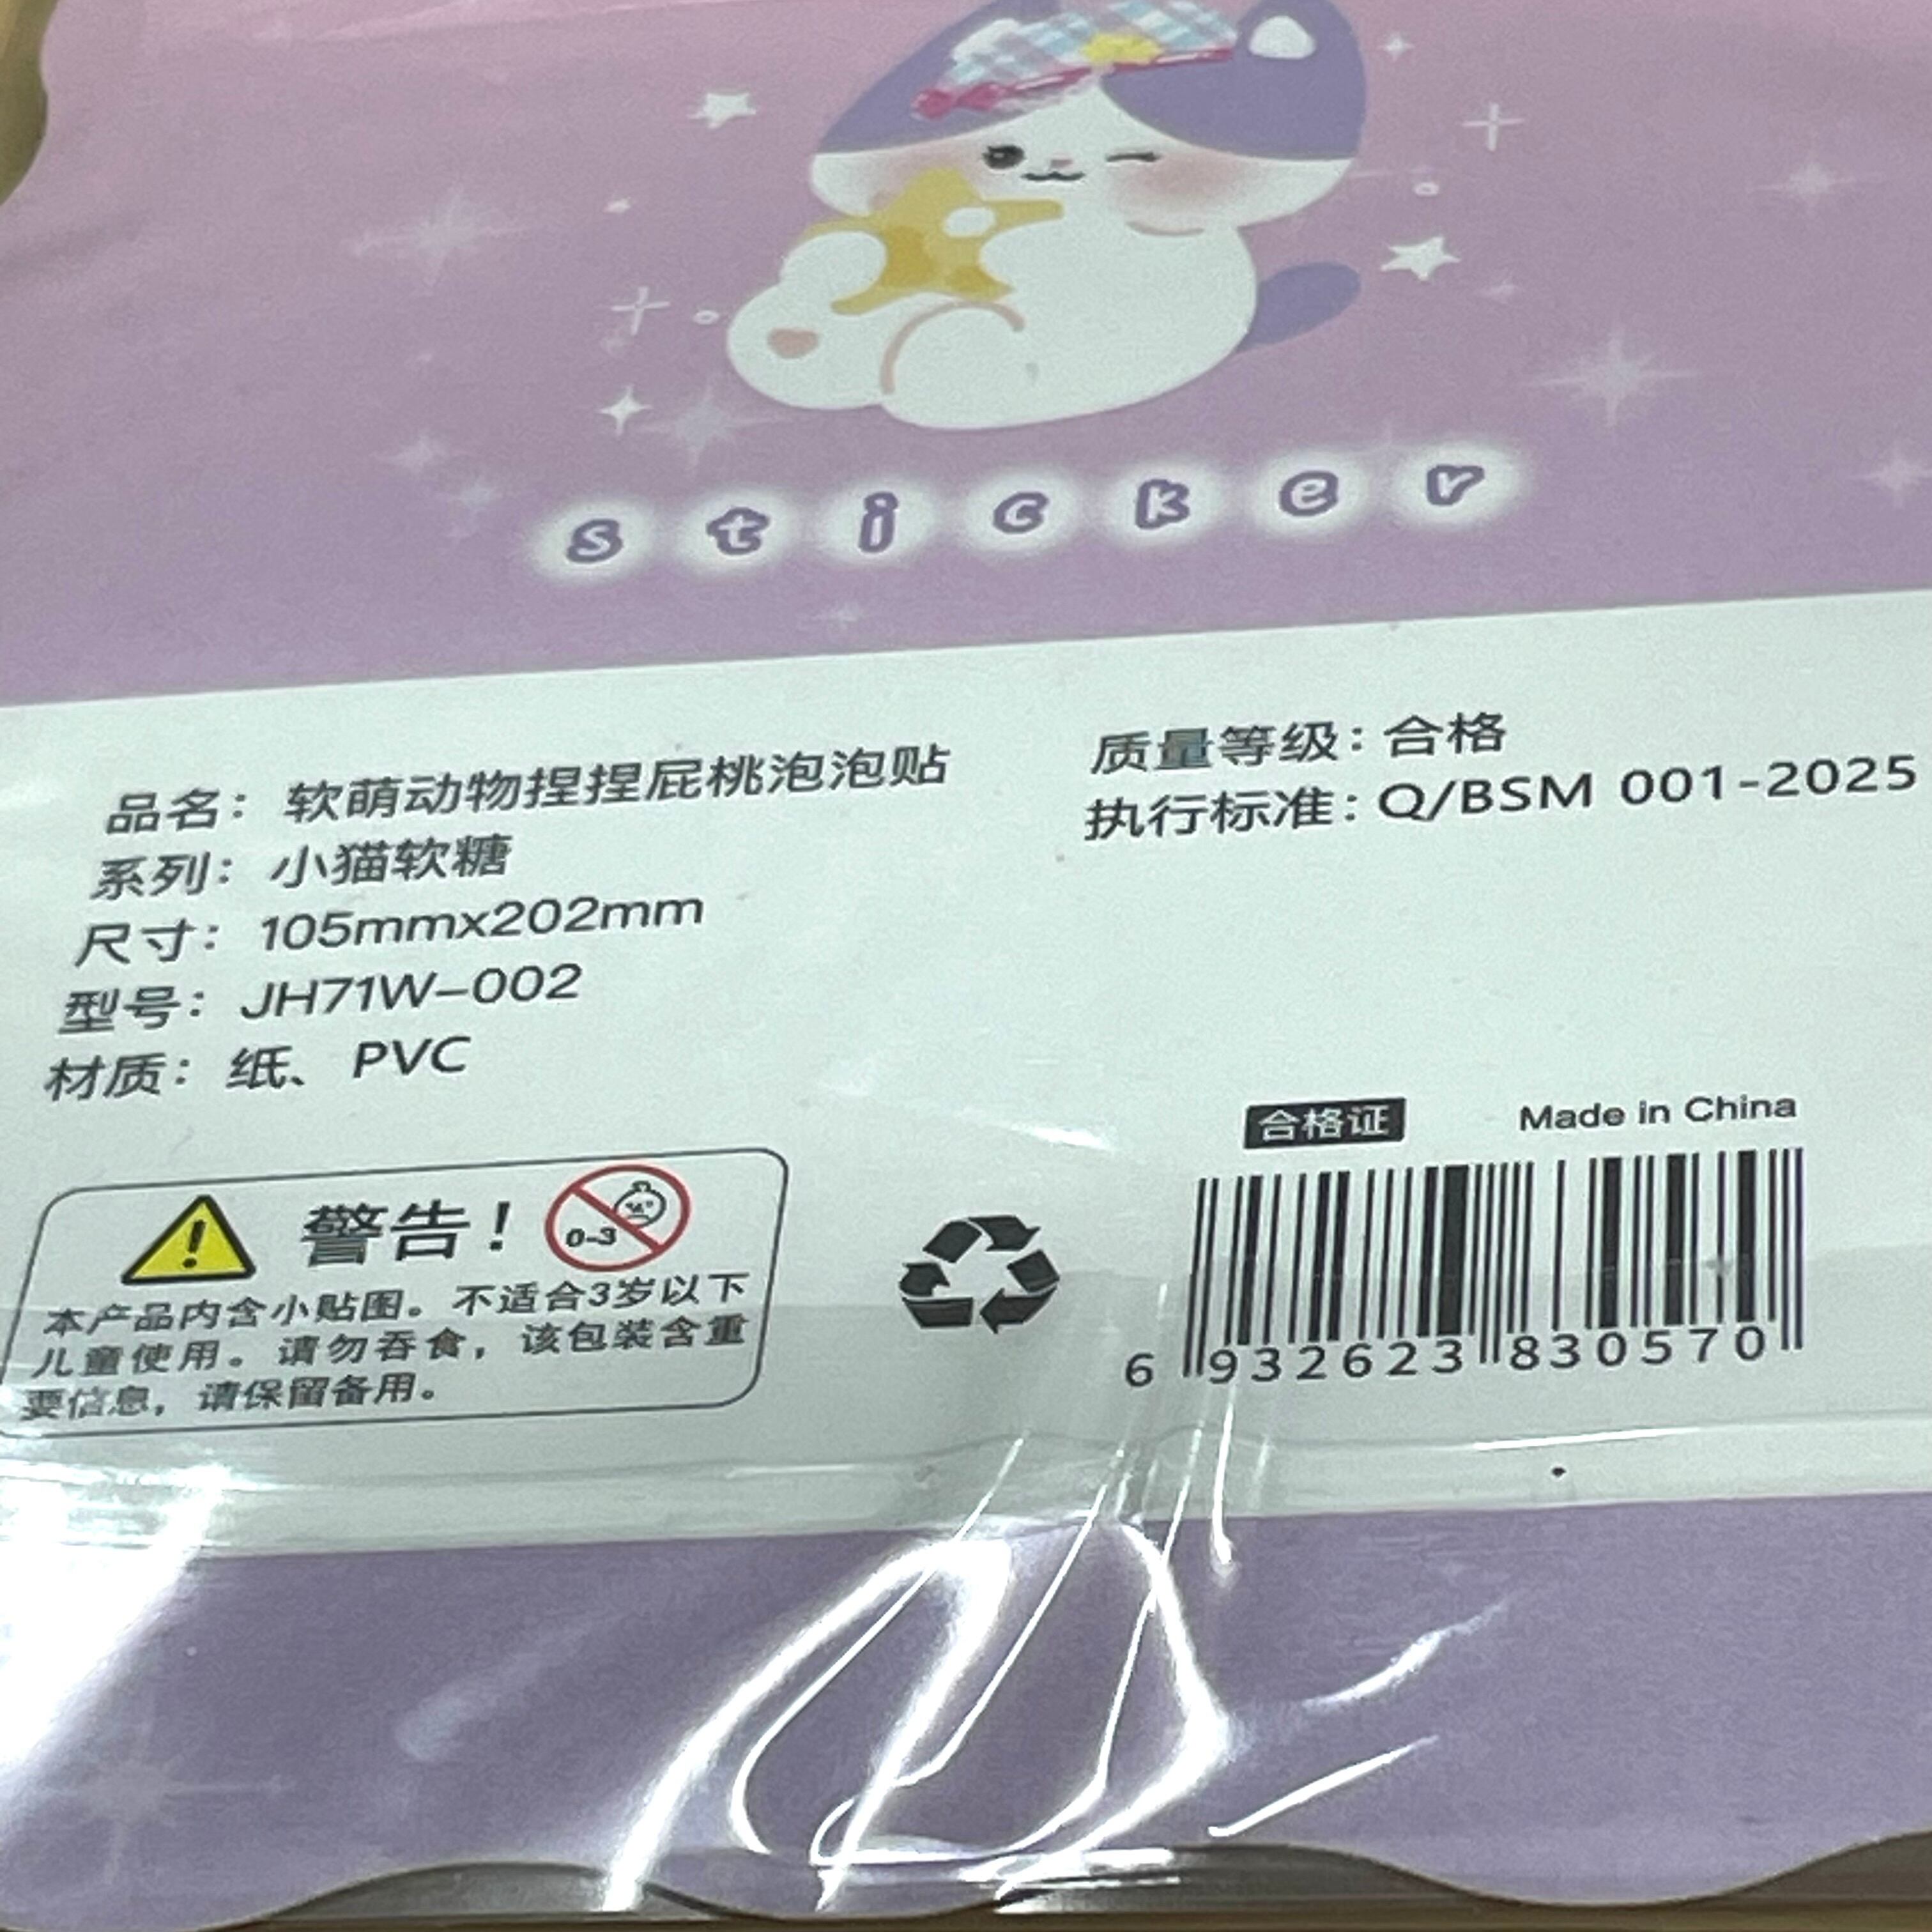 sticker
品名：软萌动物捏捏屁桃泡泡贴
系列：小猫软糖
尺寸：105mmx202mm
型号：JH71W-002
材质：纸、PVC
质量等级：合格
执行标准：Q/BSM 001-2025
警告！
0-3
本产品内含小贴图。不适合3岁以下
儿童使用。请勿吞食，该包装含重
要信息，请保留备用。
合格证
Made in China
6 932623 830570